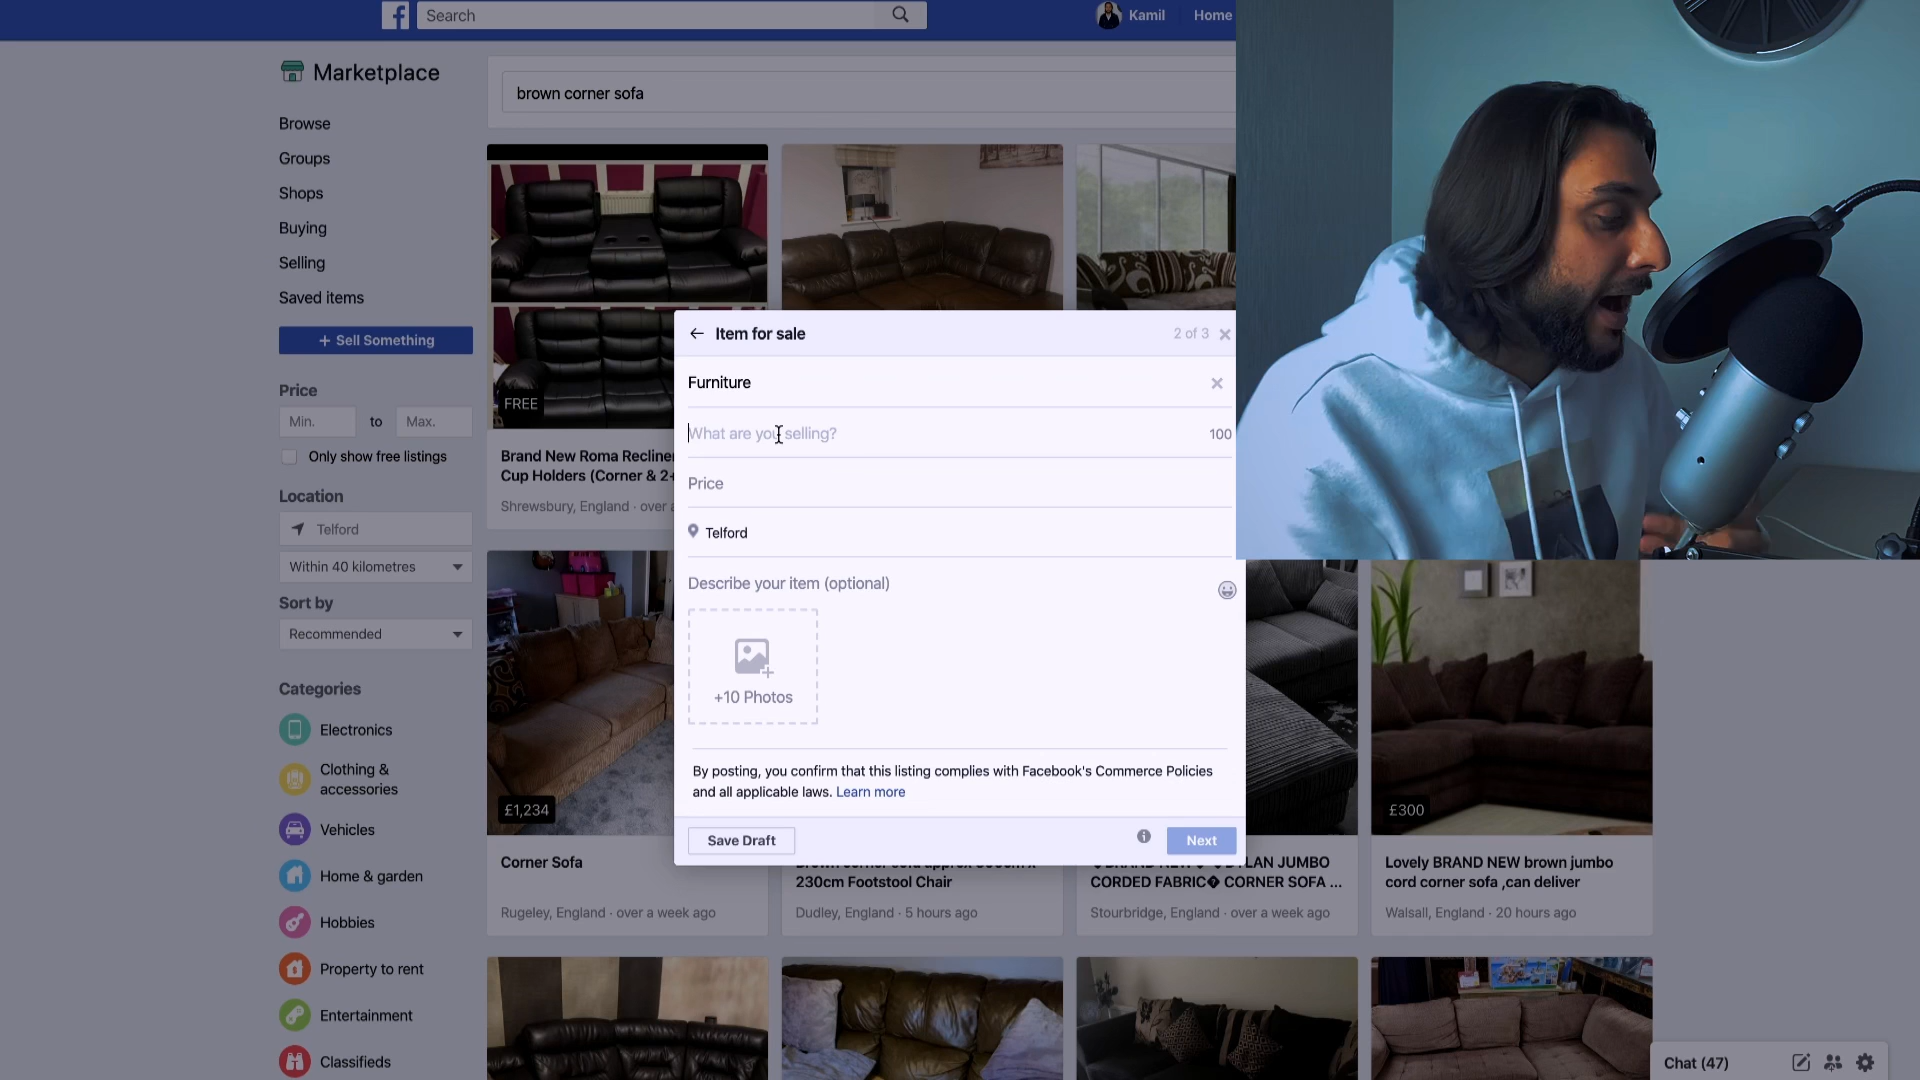 Search
Kamil
Home
Marketplace
brown corner sofa
Browse
Groups
Shops
Buying
Selling
Saved items
+ Sell Something
Price
Min.
to
Max.
Only show free listings
Location
Telford
Within 40 kilometres
Sort by
Recommended
Categories
Electronics
Clothing &
accessories
Vehicles
Home & garden
Hobbies
Property to rent
Entertainment
Classifieds
FREE
Brand New Roma Recliner
Cup Holders (Corner & 2+
Shrewsbury, England · over a
Item for sale
2 of 3
Furniture
What are you selling?
100
Price
Telford
Describe your item (optional)
+10 Photos
By posting, you confirm that this listing complies with Facebook's Commerce Policies
and all applicable laws. Learn more
Save Draft
Next
£1,234
Corner Sofa
Rugeley, England · over a week ago
230cm Footstool Chair
Dudley, England · 5 hours ago
CORDED FABRIC� CORNER SOFA ...
Stourbridge, England · over a week ago
£300
Lovely BRAND NEW brown jumbo
cord corner sofa ,can deliver
Walsall, England · 20 hours ago
Chat (47)